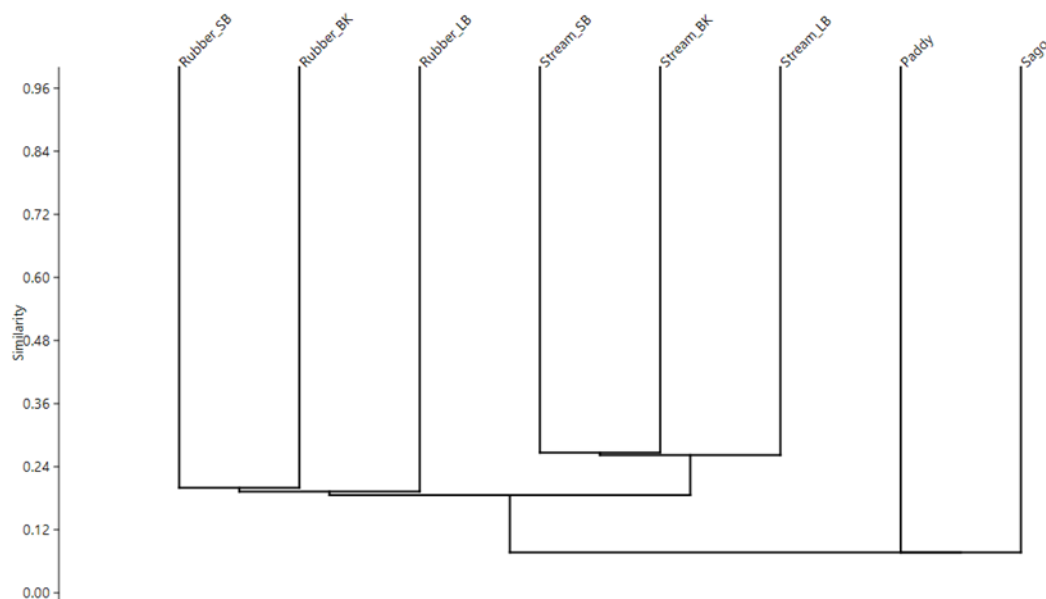 Rubber_SB
Rubber_BK
Rubber_LB
Stream_SB
Stream_BK
Stream_LB
Paddy
Sago
0.96
0.84
0.72
0.60
0.48
0.36
0.24
0.12
0.00
Similarity